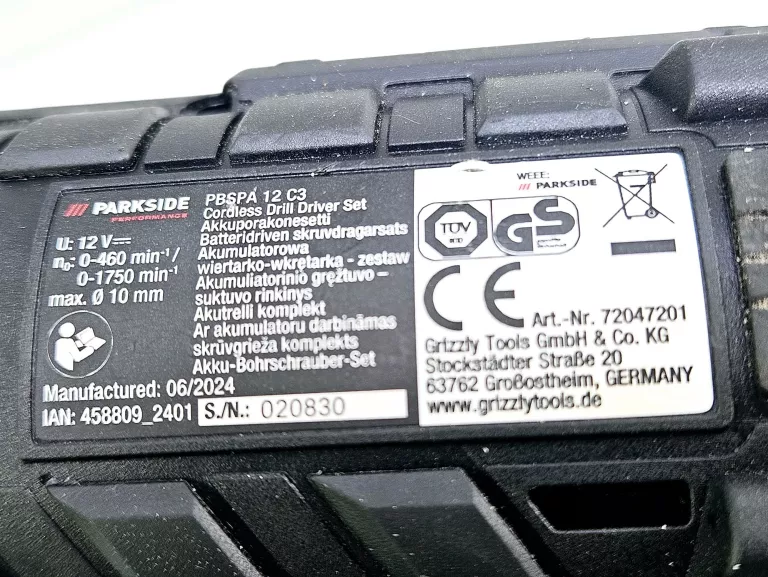 PARKSIDE
PERFORMANCE
PBSPA 12 C3
Cordless Drill Driver Set
Akkuporakonesetti
Batteridriven skruvdragarsats
Akumulatorowa
wiertarko-wkrętarka - zestaw
Akumuliatorinio gręžtuvo -
suktuvo rinkinys
Akutrelli komplekt
Ar akumulatoru darbināmas
skrūvgrieža komplekts
Akku-Bohrschrauber-Set
U: 12 V⎓
n₀: 0-460 min⁻¹/
0-1750 min⁻¹
max. Ø 10 mm
Manufactured: 06/2024
IAN: 458809_2401
S./N.: 020830
WEEE:
PARKSIDE
TÜV
GS
CE
Art.-Nr. 72047201
Grizzly Tools GmbH & Co. KG
Stockstädter Straße 20
63762 Großostheim, GERMANY
www.grizzlytools.de